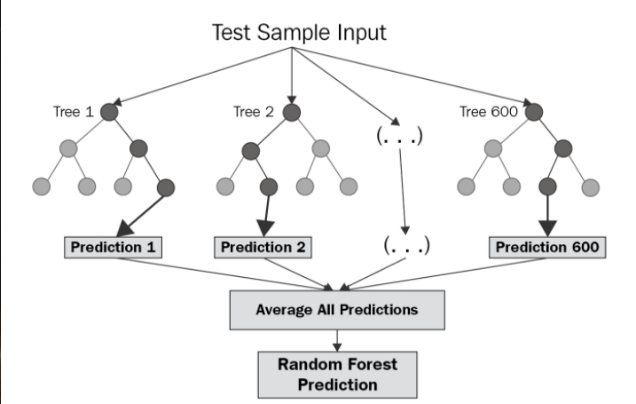 Test Sample Input
Tree 1
Tree 2
Tree 600
(. . .)
Prediction 1
Prediction 2
(. . .)
Prediction 600
Average All Predictions
Random Forest
Prediction